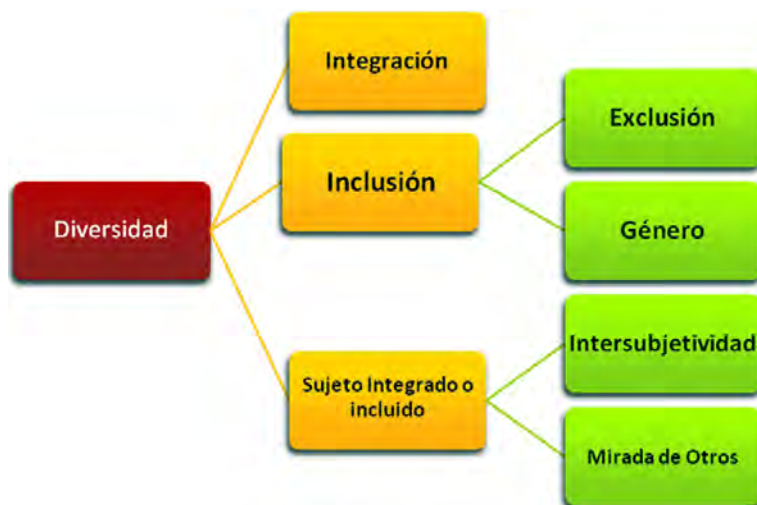 Integración
Exclusión
Inclusión
Diversidad
Género
Intersubjetividad
Sujeto Integrado o
incluido
Mirada de Otros